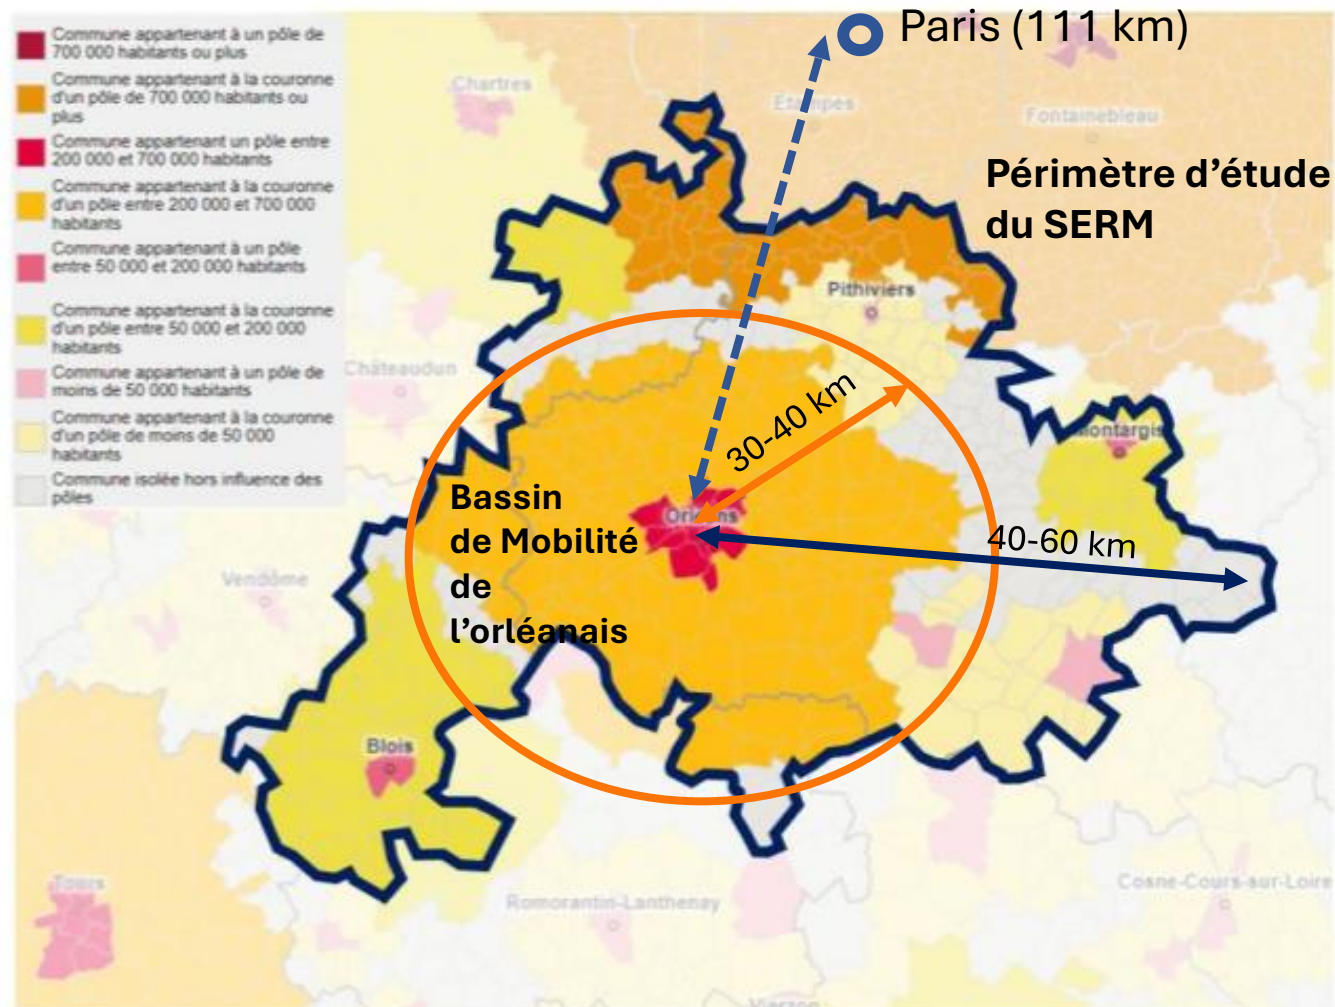 Commune appartenant à un pôle de
700 000 habitants ou plus
Commune appartenant à la couronne
d'un pôle de 700 000 habitants ou
plus
Commune appartenant un pôle entre
200 000 et 700 000 habitants
Commune appartenant à la couronne
d'un pôle entre 200 000 et 700 000
habitants
Commune appartenant à un pôle
entre 50 000 et 200 000 habitants
Commune appartenant à la couronne
d'un pôle entre 50 000 et 200 000
habitants
Commune appartenant à un pôle de
moins de 50 000 habitants
Commune appartenant à la couronne
d'un pôle de moins de 50 000
habitants
Commune isolée hors influence des
pôles
Paris (111 km)
Chartres
Etampes
Fontainebleau
Périmètre d'étude
du SERM
Pithiviers
Châteaudun
30-40 km
Montargis
Orléans
Bassin
de Mobilité
de
l'orléanais
40-60 km
Vendôme
Blois
Tours
Romorantin-Lanthenay
Cosne-Cours-sur-Loire
Vierzon